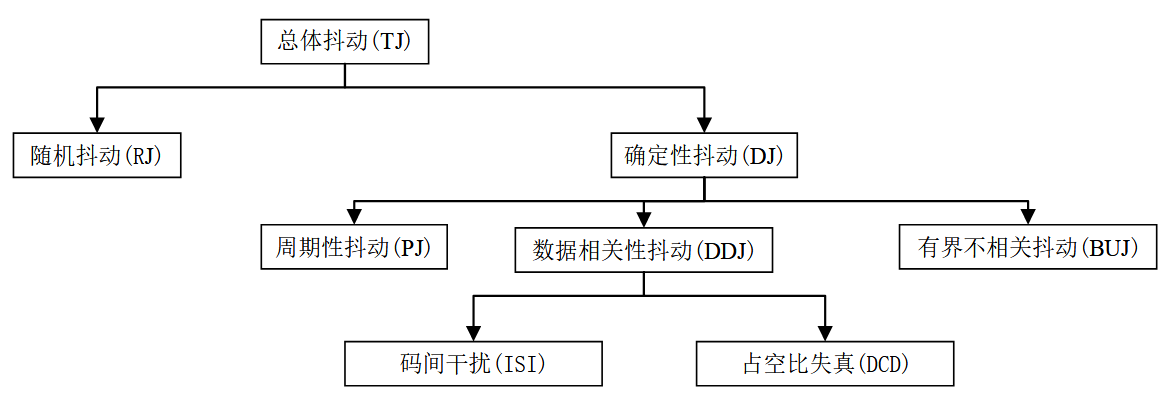 总体抖动(TJ)
随机抖动(RJ)
确定性抖动(DJ)
周期性抖动(PJ)
数据相关性抖动(DDJ)
有界不相关抖动(BUJ)
码间干扰(ISI)
占空比失真(DCD)